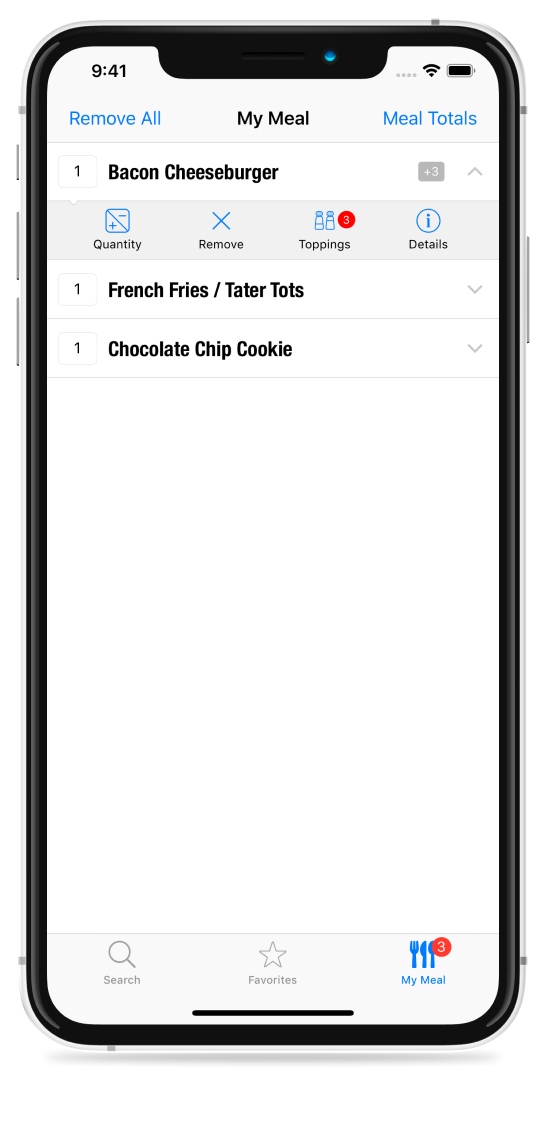 9:41
Remove All My Meal Meal Totals
1 Bacon Cheeseburger +3
3
Quantity Remove Toppings Details
1 French Fries / Tater Tots
1 Chocolate Chip Cookie
3
Search Favorites My Meal